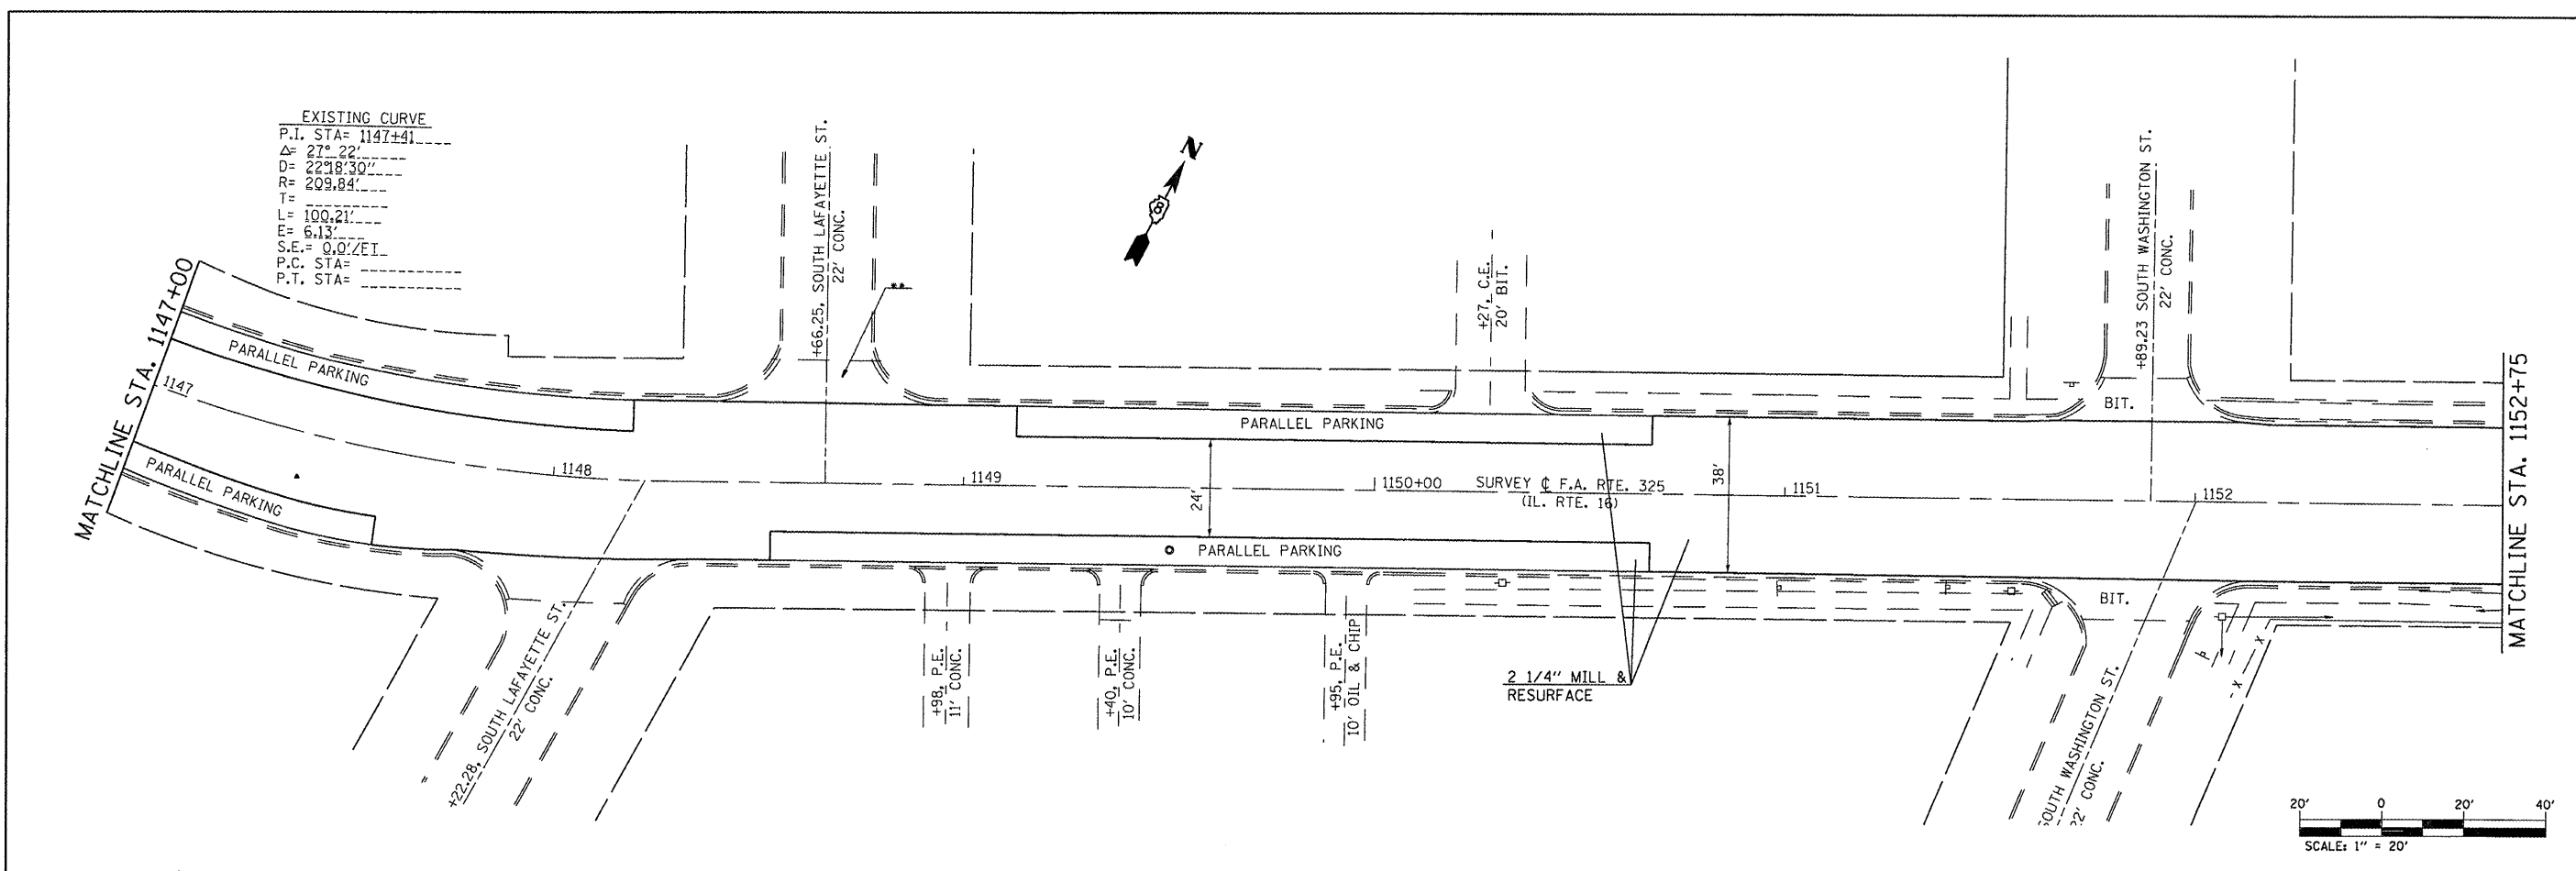 EXISTING CURVE
P.I. STA= 1147+41
Δ= 27° 22'
D= 22°18'30"
R= 209.84'
T=
L= 100.21'
E= 6.13'
S.E.= 0.0'/FT
P.C. STA=
P.T. STA=
MATCHLINE STA. 1147+00
PARALLEL PARKING
1147
PARALLEL PARKING
+66.25, SOUTH LAFAYETTE ST.
22' CONC.
**
N
8
+27, C.E.
20' BIT.
+89.23 SOUTH WASHINGTON ST.
22' CONC.
BIT.
PARALLEL PARKING
1148
1149
1150+00
SURVEY ℄ F.A. RTE. 325
(IL. RTE. 16)
1151
1152
24'
38'
PARALLEL PARKING
MATCHLINE STA. 1152+75
+22.28, SOUTH LAFAYETTE ST.
22' CONC.
+98, P.E.
11' CONC.
+40, P.E.
10' CONC.
+95, P.E.
10' OIL & CHIP
2 1/4" MILL &
RESURFACE
BIT.
X
X
SOUTH WASHINGTON ST.
22' CONC.
20' 0 20' 40'
SCALE: 1" = 20'